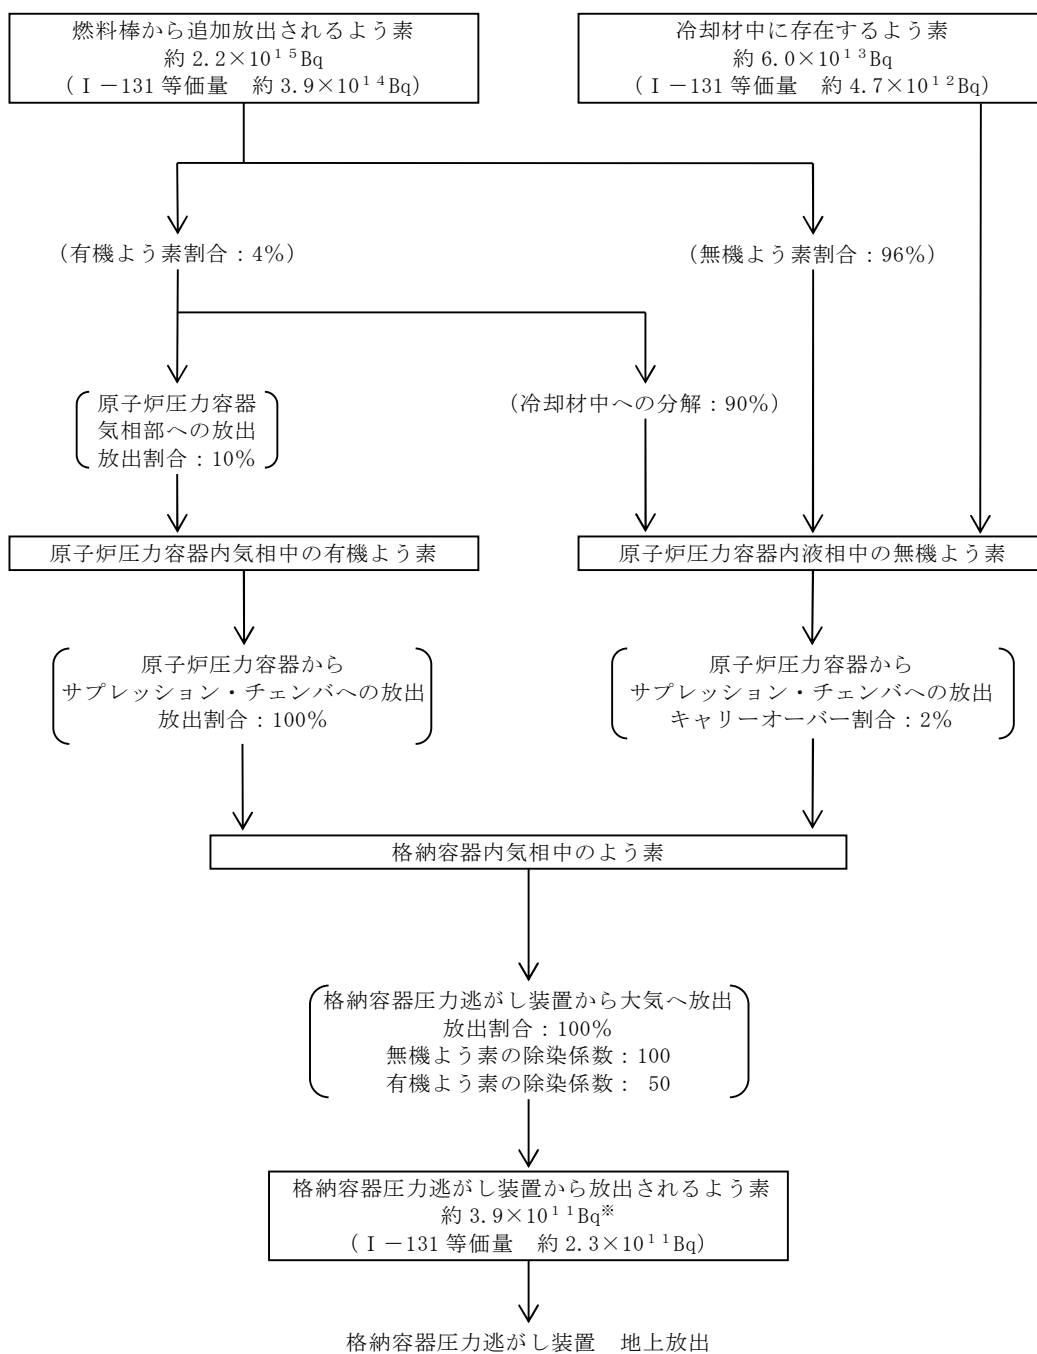 燃料棒から追加放出されるよう素
約 2.2×10¹⁵Bq
(Ⅰ－131 等価量　約 3.9×10¹⁴Bq)
冷却材中に存在するよう素
約 6.0×10¹³Bq
(Ⅰ－131 等価量　約 4.7×10¹²Bq)
(有機よう素割合：4%)
(無機よう素割合：96%)
原子炉圧力容器
気相部への放出
放出割合：10%
(冷却材中への分解：90%)
原子炉圧力容器内気相中の有機よう素
原子炉圧力容器内液相中の無機よう素
原子炉圧力容器から
サプレッション・チェンバへの放出
放出割合：100%
原子炉圧力容器から
サプレッション・チェンバへの放出
キャリーオーバー割合：2%
格納容器内気相中のよう素
格納容器圧力逃がし装置から大気へ放出
放出割合：100%
無機よう素の除染係数：100
有機よう素の除染係数： 50
格納容器圧力逃がし装置から放出されるよう素
約 3.9×10¹¹Bq※
(Ⅰ－131 等価量　約 2.3×10¹¹Bq)
格納容器圧力逃がし装置　地上放出